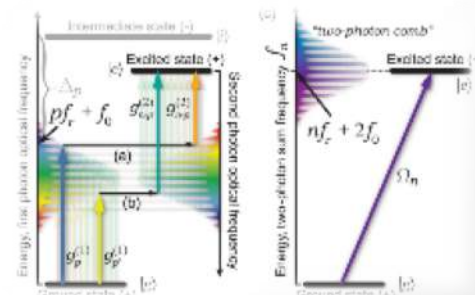 Intermediate state (-)
Excited state (+)
|e⟩
Δₙ
pfᵣ + f₀
(a)
(b)
|g⟩
Ground state (+)
Energy, first photon optical frequency
Second photon optical frequency
"two-photon comb"
fₙ
Excited state (+)
|e⟩
nfᵣ + 2f₀
Ωₙ
Energy, two-photon sum frequency